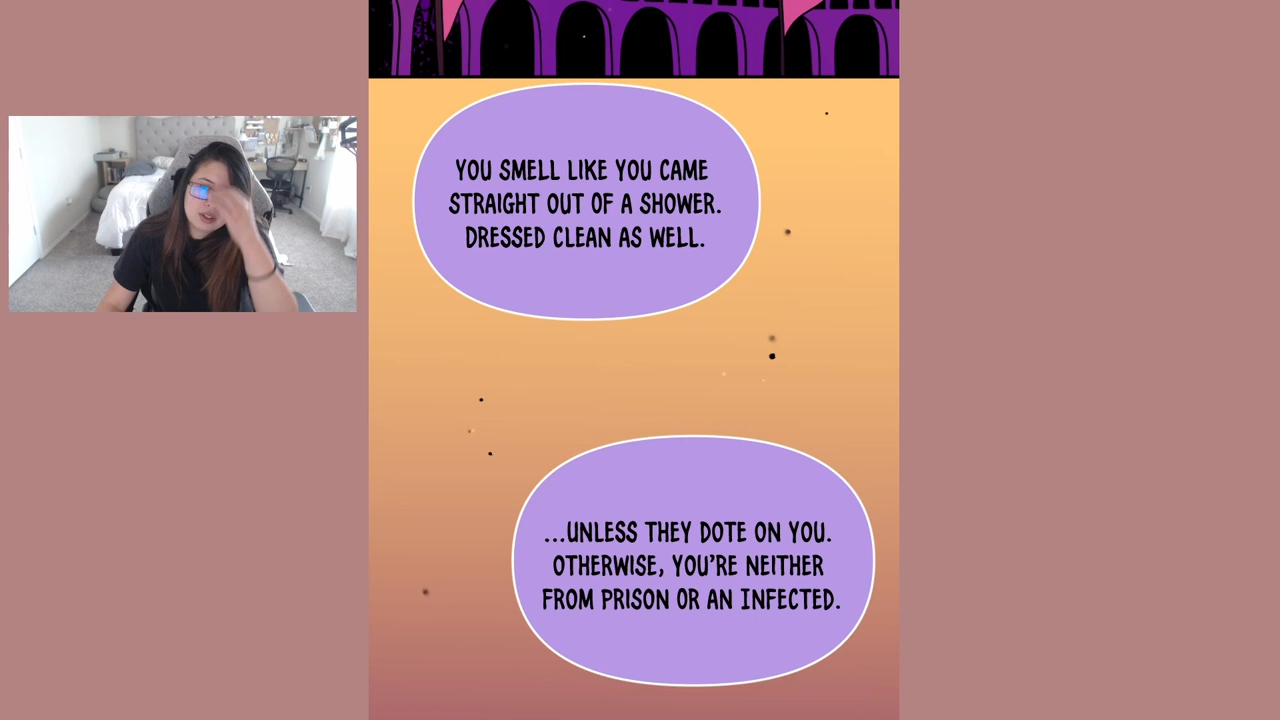 YOU SMELL LIKE YOU CAME
STRAIGHT OUT OF A SHOWER.
DRESSED CLEAN AS WELL.
...UNLESS THEY DOTE ON YOU.
OTHERWISE, YOU'RE NEITHER
FROM PRISON OR AN INFECTED.